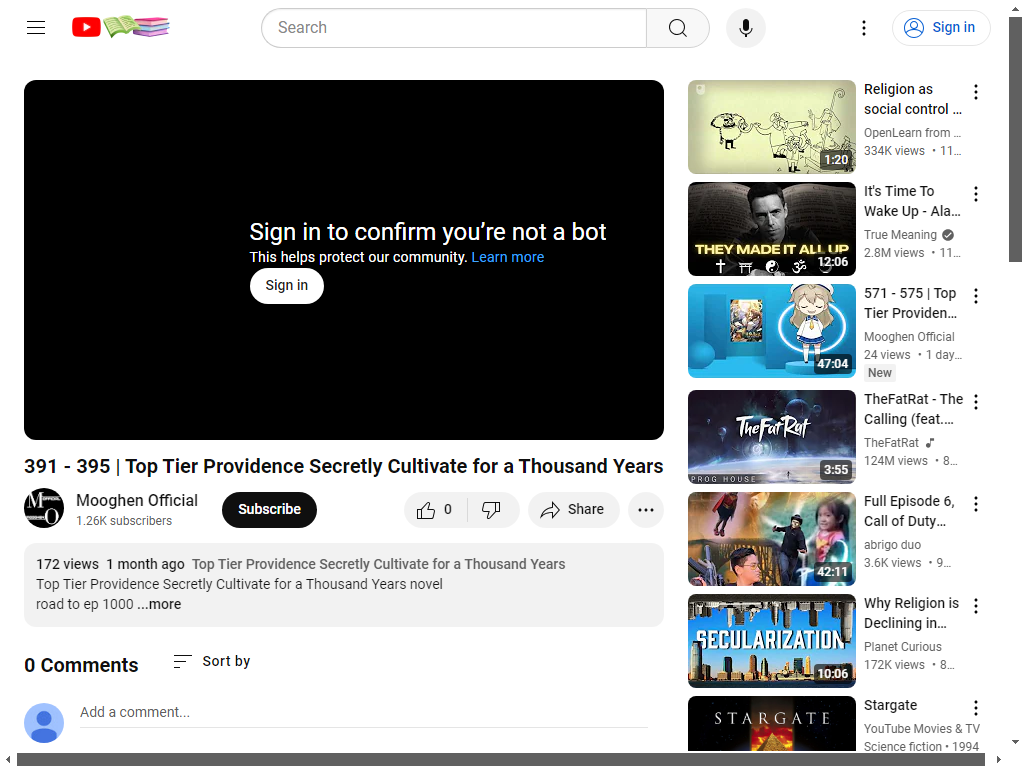 Search
Sign in
Sign in to confirm you're not a bot
This helps protect our community. Learn more
Sign in
391 - 395 | Top Tier Providence Secretly Cultivate for a Thousand Years
Mooghen Official
1.26K subscribers
Subscribe
0
Share
172 views 1 month ago Top Tier Providence Secretly Cultivate for a Thousand Years
Top Tier Providence Secretly Cultivate for a Thousand Years novel
road to ep 1000 ...more
0 Comments
Sort by
Add a comment...
1:20
Religion as
social control ...
OpenLearn from ...
334K views • 11...
THEY MADE IT ALL UP
12:06
It's Time To
Wake Up - Ala...
True Meaning
2.8M views • 11...
47:04
571 - 575 | Top
Tier Providen...
Mooghen Official
24 views • 1 day...
New
TheFatRat
PROG HOUSE
3:55
TheFatRat - The
Calling (feat....
TheFatRat
124M views • 8...
42:11
Full Episode 6,
Call of Duty...
abrigo duo
3.6K views • 9...
SECULARIZATION
10:06
Why Religion is
Declining in...
Planet Curious
172K views • 8...
STARGATE
Stargate
YouTube Movies & TV
Science fiction • 1994